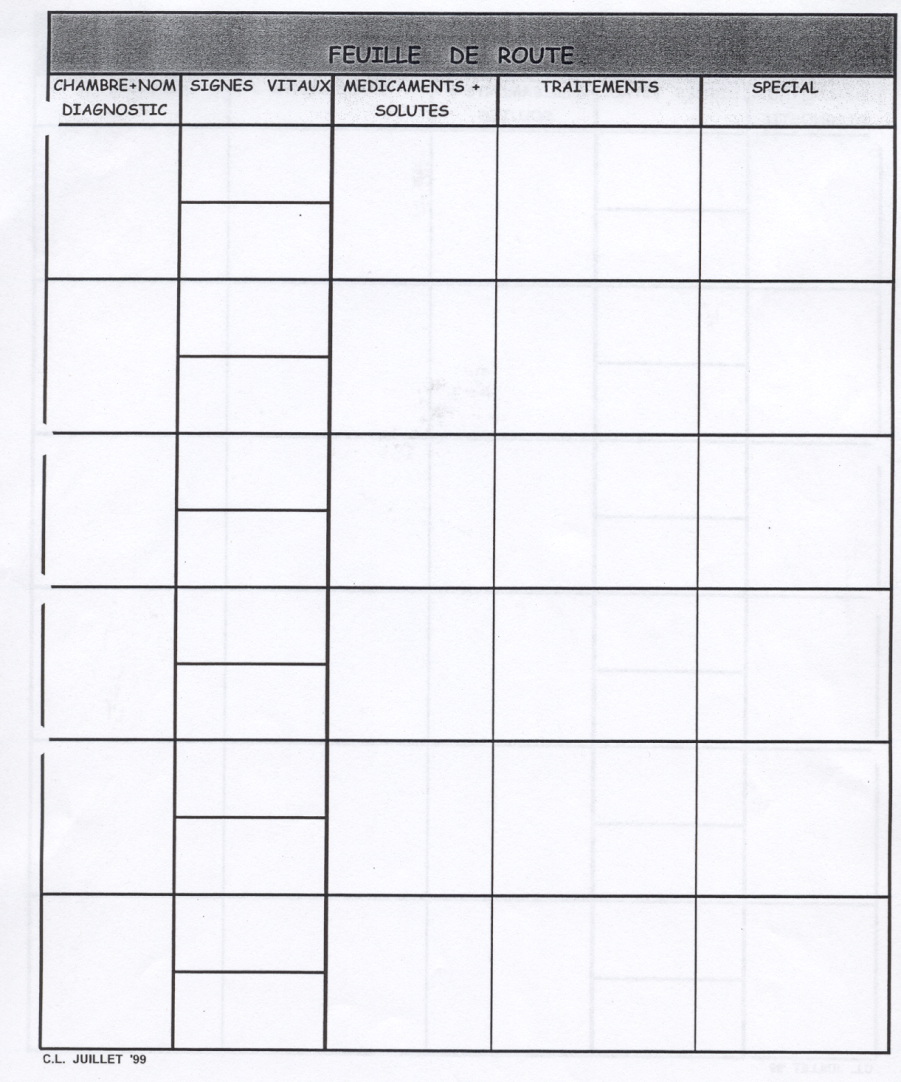 FEUILLE DE ROUTE
CHAMBRE+NOM
DIAGNOSTIC
SIGNES VITAUX
MEDICAMENTS +
SOLUTES
TRAITEMENTS
SPECIAL
C.L. JUILLET '99